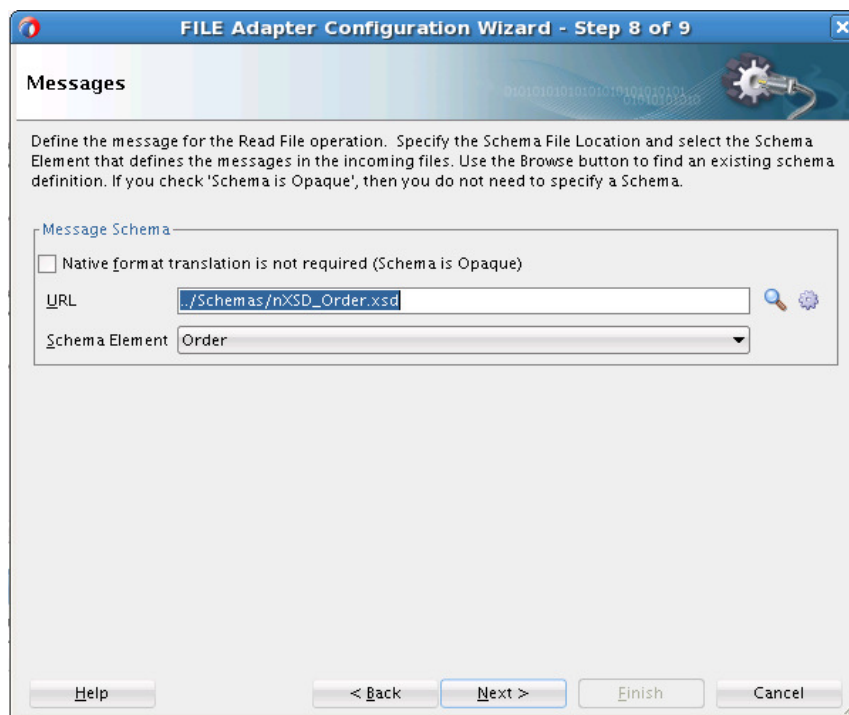 FILE Adapter Configuration Wizard - Step 8 of 9
Messages
Define the message for the Read File operation. Specify the Schema File Location and select the Schema
Element that defines the messages in the incoming files. Use the Browse button to find an existing schema
definition. If you check 'Schema is Opaque', then you do not need to specify a Schema.
Message Schema
Native format translation is not required (Schema is Opaque)
URL ../Schemas/nXSD_Order.xsd
Schema Element Order
Help < Back Next > Finish Cancel